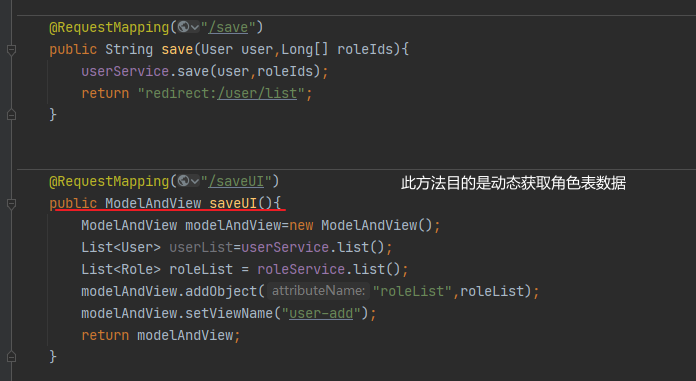 @RequestMapping("/save")
public String save(User user,Long[] roleIds){
userService.save(user,roleIds);
return "redirect:/user/list";
}
@RequestMapping("/saveUI") 此方法目的是动态获取角色表数据
public ModelAndView saveUI(){
ModelAndView modelAndView=new ModelAndView();
List<User> userList=userService.list();
List<Role> roleList = roleService.list();
modelAndView.addObject( attributeName: "roleList",roleList);
modelAndView.setViewName("user-add");
return modelAndView;
}